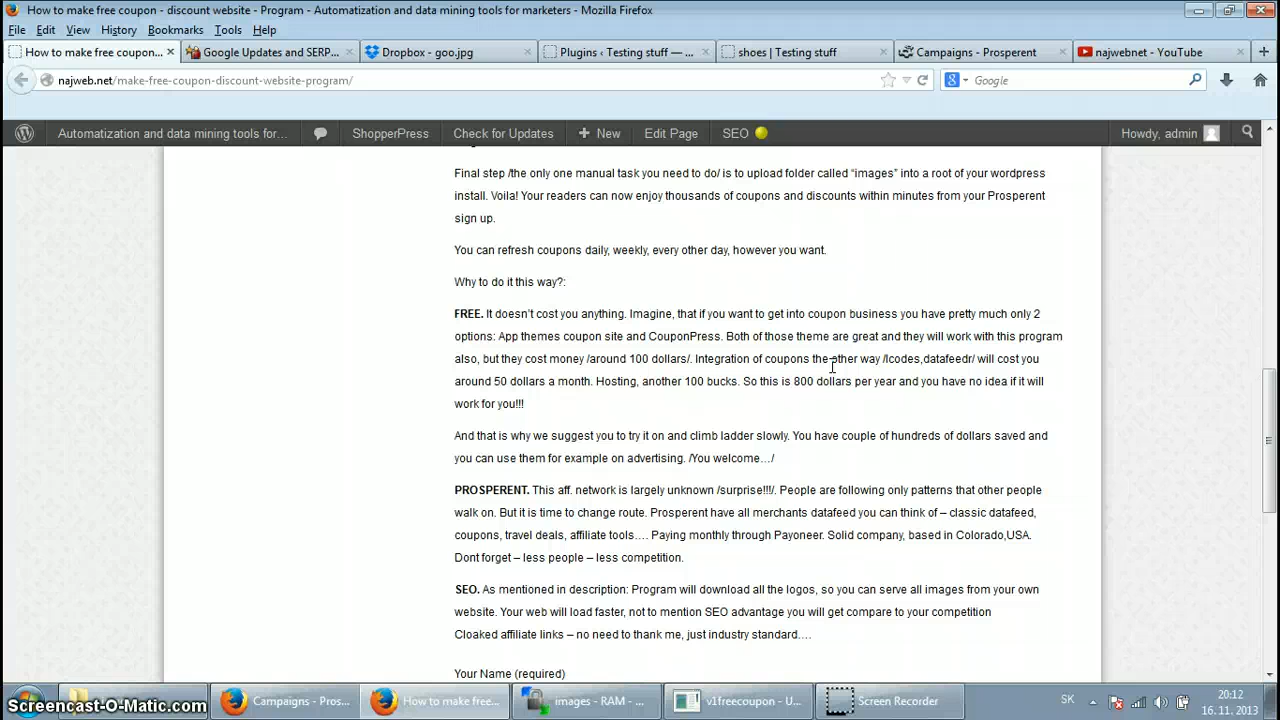 How to make free coupon - discount website - Program - Automatization and data mining tools for marketers - Mozilla Firefox
File Edit View History Bookmarks Tools Help
How to make free coupon... Google Updates and SERP... Dropbox - geo.jpg Plugins ‹ Testing stuff — ... shoes | Testing stuff Campaigns - Prosperent najwebnet - YouTube
najweb.net/make-free-coupon-discount-website-program/ Google
Automatization and data mining tools for... ShopperPress Check for Updates + New Edit Page SEO Howdy, admin
Final step /the only one manual task you need to do/ is to upload folder called “images” into a root of your wordpress
install. Voila! Your readers can now enjoy thousands of coupons and discounts within minutes from your Prosperent
sign up.
You can refresh coupons daily, weekly, every other day, however you want.
Why to do it this way?:
FREE. It doesn’t cost you anything. Imagine, that if you want to get into coupon business you have pretty much only 2
options: App themes coupon site and CouponPress. Both of those theme are great and they will work with this program
also, but they cost money /around 100 dollars/. Integration of coupons the other way /Icodes,datafeedr/ will cost you
around 50 dollars a month. Hosting, another 100 bucks. So this is 800 dollars per year and you have no idea if it will
work for you!!!
And that is why we suggest you to try it on and climb ladder slowly. You have couple of hundreds of dollars saved and
you can use them for example on advertising. /You welcome…/
PROSPERENT. This aff. network is largely unknown /surprise!!!/. People are following only patterns that other people
walk on. But it is time to change route. Prosperent have all merchants datafeed you can think of – classic datafeed,
coupons, travel deals, affiliate tools…. Paying monthly through Payoneer. Solid company, based in Colorado,USA.
Dont forget – less people – less competition.
SEO. As mentioned in description: Program will download all the logos, so you can serve all images from your own
website. Your web will load faster, not to mention SEO advantage you will get compare to your competition
Cloaked affiliate links – no need to thank me, just industry standard….
Your Name (required)
Campaigns - Pros... How to make free... images - RAM - ... v1freecoupon - U... Screen Recorder SK 20:12
16. 11. 2013
Screencast-O-Matic.com